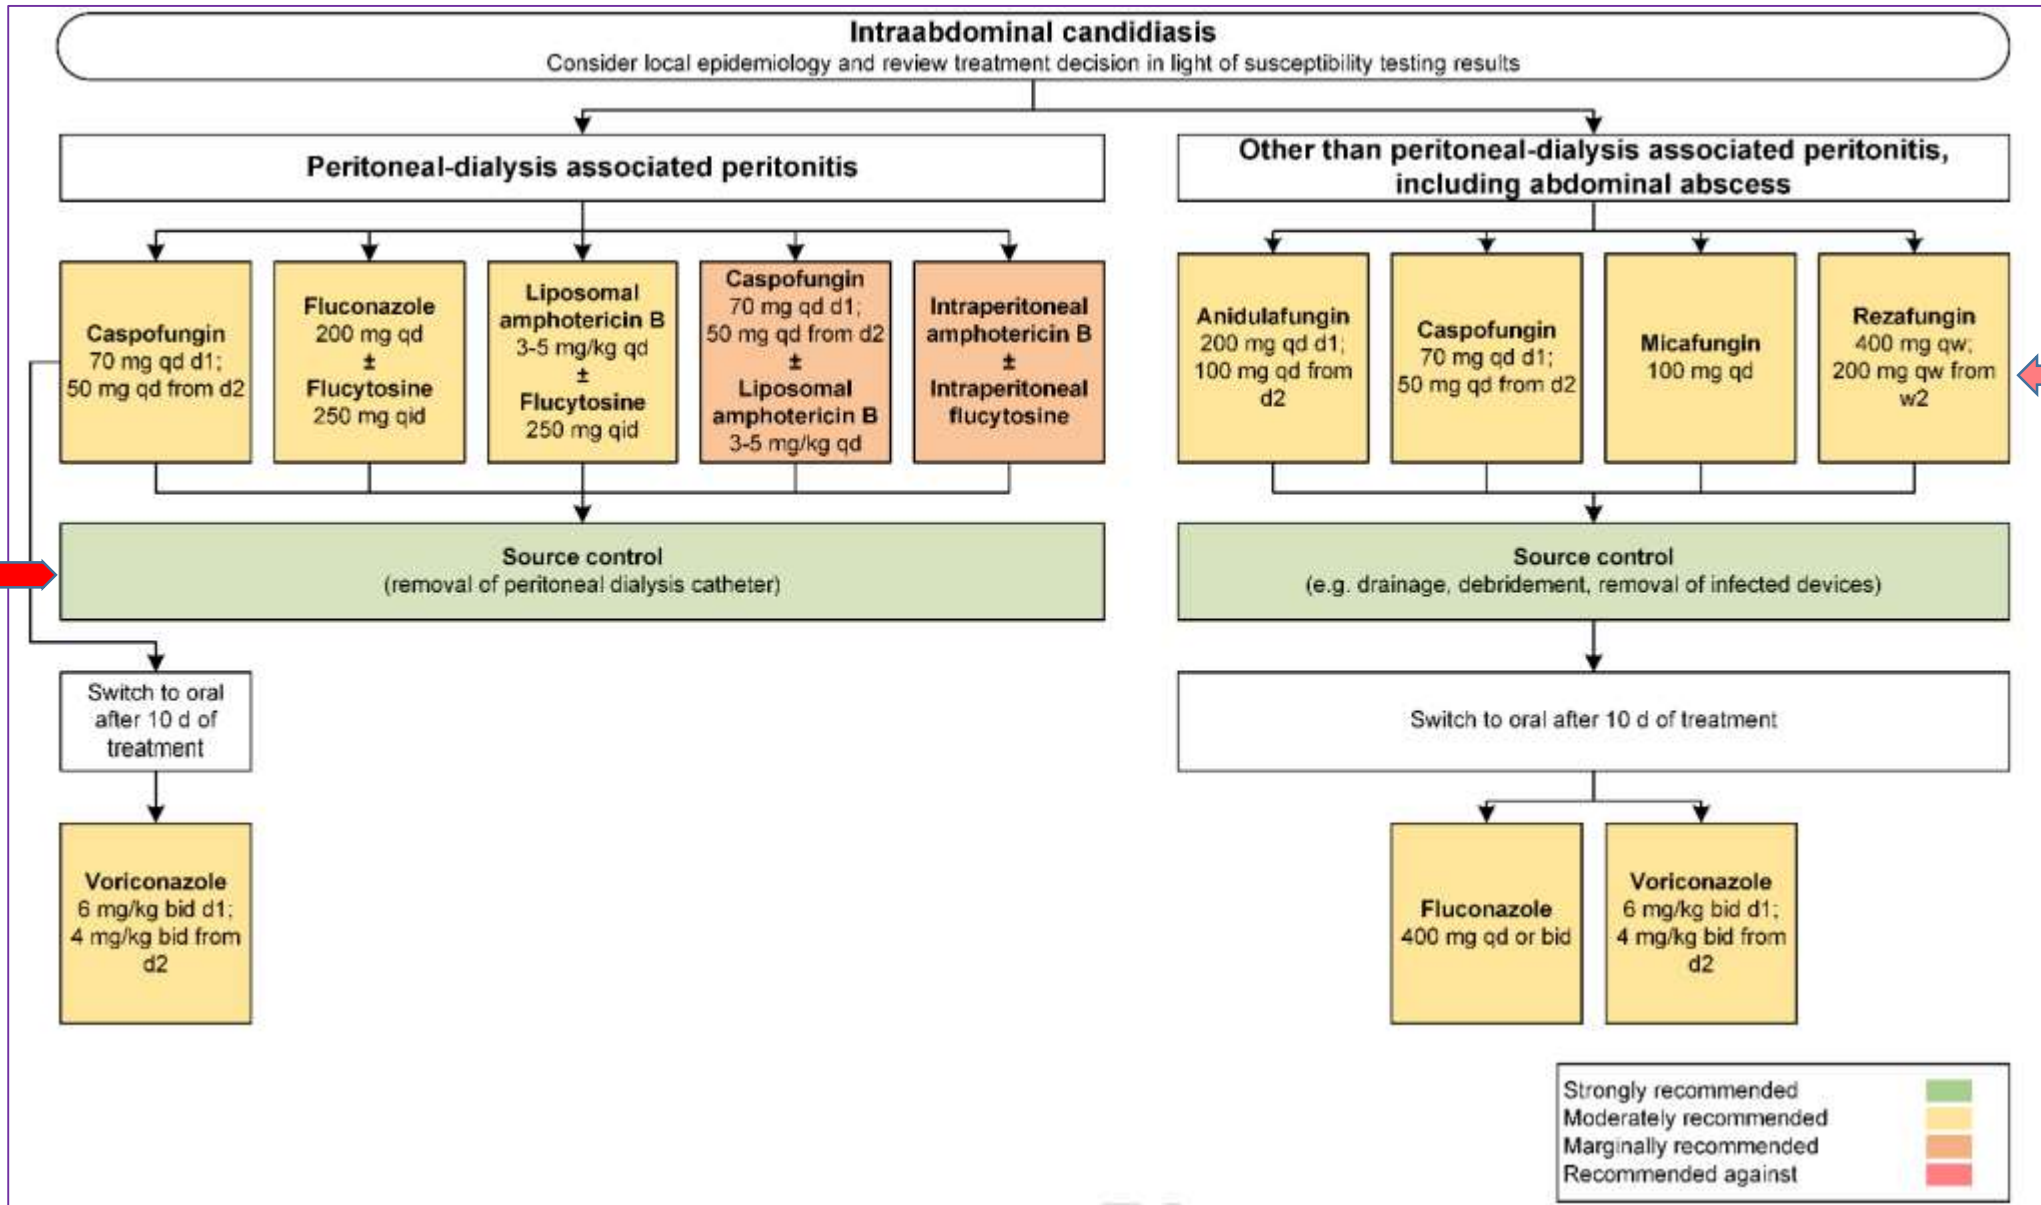 Intraabdominal candidiasis
Consider local epidemiology and review treatment decision in light of susceptibility testing results
Peritoneal-dialysis associated peritonitis
Other than peritoneal-dialysis associated peritonitis,
including abdominal abscess
Caspofungin
70 mg qd d1;
50 mg qd from d2
Fluconazole
200 mg qd
±
Flucytosine
250 mg qid
Liposomal
amphotericin B
3-5 mg/kg qd
±
Flucytosine
250 mg qid
Caspofungin
70 mg qd d1;
50 mg qd from d2
±
Liposomal
amphotericin B
3-5 mg/kg qd
Intraperitoneal
amphotericin B
±
Intraperitoneal
flucytosine
Anidulafungin
200 mg qd d1;
100 mg qd from
d2
Caspofungin
70 mg qd d1;
50 mg qd from d2
Micafungin
100 mg qd
Rezafungin
400 mg qw;
200 mg qw from
w2
Source control
(removal of peritoneal dialysis catheter)
Source control
(e.g. drainage, debridement, removal of infected devices)
Switch to oral
after 10 d of
treatment
Switch to oral after 10 d of treatment
Voriconazole
6 mg/kg bid d1;
4 mg/kg bid from
d2
Fluconazole
400 mg qd or bid
Voriconazole
6 mg/kg bid d1;
4 mg/kg bid from
d2
Strongly recommended
Moderately recommended
Marginally recommended
Recommended against